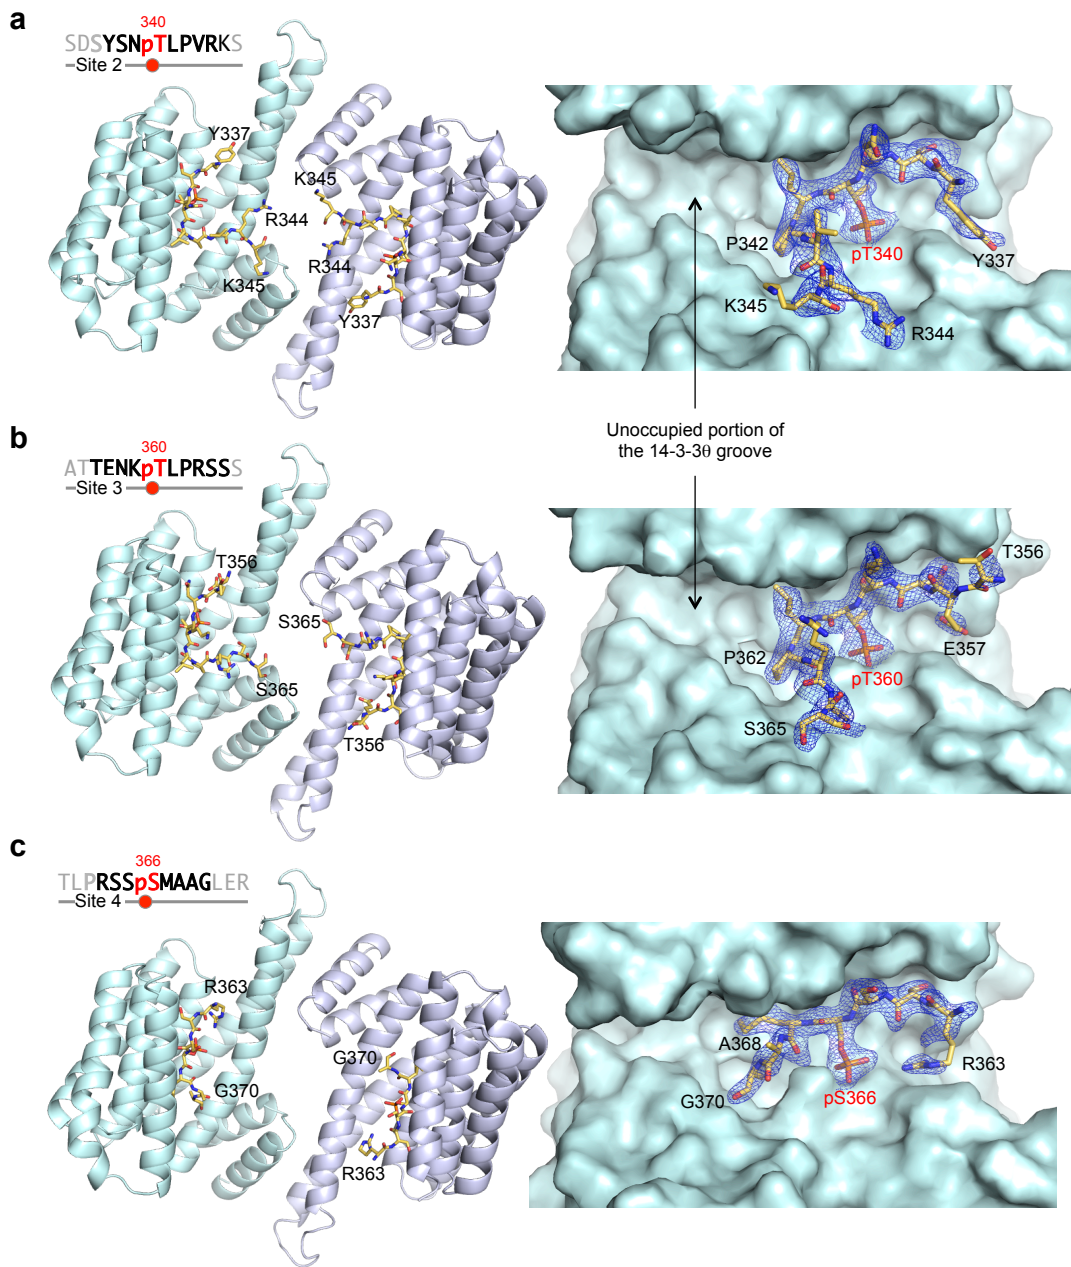 a
340
SDSYSNpTLPVRKS
Site 2
Y337
K345
R344
R344
K345
Y337
P342
pT340
Y337
K345
R344
Unoccupied portion of
the 14-3-3θ groove
b
360
ATTENKpTLPRSSS
Site 3
T356
S365
S365
T356
T356
E357
P362
pT360
S365
c
366
TLPRSSpSMAAGLER
Site 4
R363
G370
G370
R363
A368
R363
G370
pS366